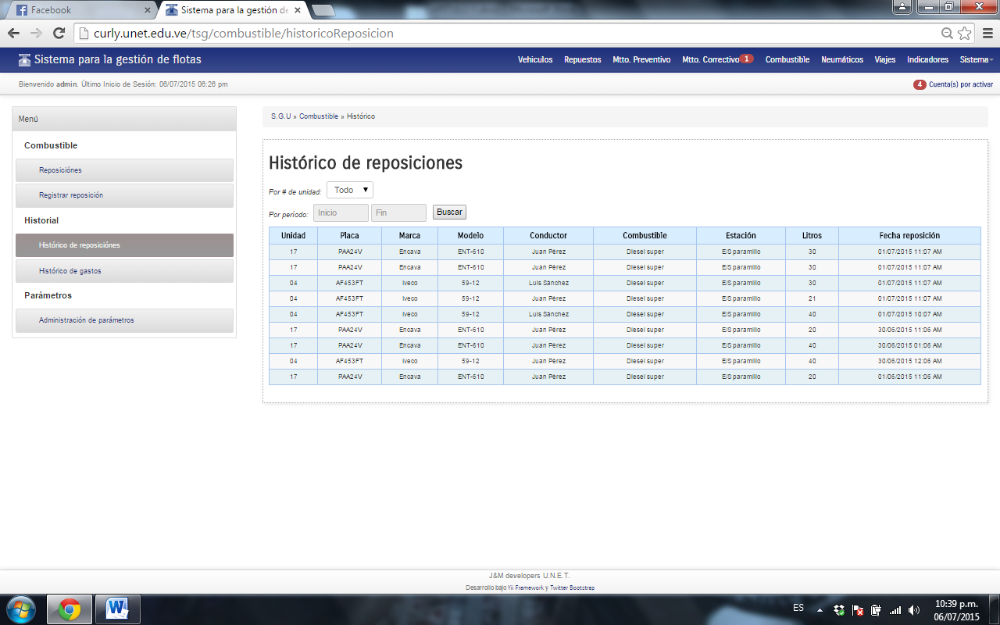 Facebook
Sistema para la gestión de
curly.unet.edu.ve/tsg/combustible/historicoReposicion
Sistema para la gestión de flotas
Vehiculos Repuestos Mtto. Preventivo Mtto. Correctivo 1 Combustible Neumáticos Viajes Indicadores Sistema
Bienvenido admin. Último Inicio de Sesión: 06/07/2015 06:26 pm
4 Cuenta(s) por activar
Menú
Combustible
Reposiciónes
Registrar reposición
Historial
Histórico de reposiciónes
Histórico de gastos
Parámetros
Administración de parámetros
S.G.U » Combustible » Histórico
Histórico de reposiciones
Por # de unidad: Todo
Por período: Inicio Fin Buscar
Unidad Placa Marca Modelo Conductor Combustible Estación Litros Fecha reposición
17 PAA24V Encava ENT-610 Juan Pérez Diesel super E/S paramillo 30 01/07/2015 11:07 AM
17 PAA24V Encava ENT-610 Juan Pérez Diesel super E/S paramillo 30 01/07/2015 11:07 AM
04 AF453FT Iveco 59-12 Luis Sánchez Diesel super E/S paramillo 30 01/07/2015 11:07 AM
04 AF453FT Iveco 59-12 Juan Pérez Diesel super E/S paramillo 21 01/07/2015 11:07 AM
04 AF453FT Iveco 59-12 Luis Sánchez Diesel super E/S paramillo 40 01/07/2015 10:07 AM
17 PAA24V Encava ENT-610 Juan Pérez Diesel super E/S paramillo 20 30/06/2015 11:06 AM
17 PAA24V Encava ENT-610 Juan Pérez Diesel super E/S paramillo 40 30/06/2015 01:06 AM
04 AF453FT Iveco 59-12 Juan Pérez Diesel super E/S paramillo 40 30/06/2015 12:06 AM
17 PAA24V Encava ENT-610 Juan Pérez Diesel super E/S paramillo 20 01/06/2015 11:06 AM
J&M developers U.N.E.T.
Desarrollo bajo Yii Framework y Twitter Bootstrap
ES
10:39 p.m.
06/07/2015